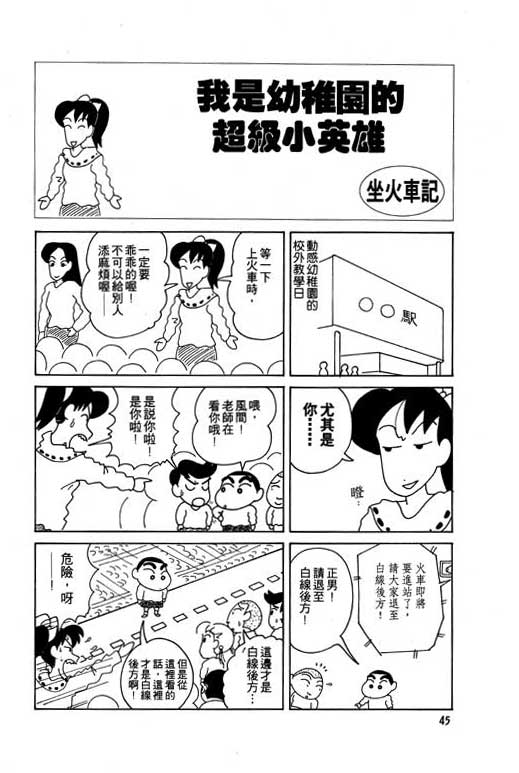 我是幼稚園的
超級小英雄
坐火車記
動感幼稚園的
校外教學日
○○駅
等一下
上火車時，
一定要
乖乖的喔！
不可以給別人
添麻煩喔——
尤其是
你……
瞪…
喂，
風間！
老師在
看你哦！
是説你啦！
是你啦！
火車即將
要進站了，
請大家退至
白線後方！
正男！
請退至
白線後方！
這邊才是
白線後方…
但是從
這裡看的
話，這裡
才是白線
後方啊！
危險，呀
——！
45